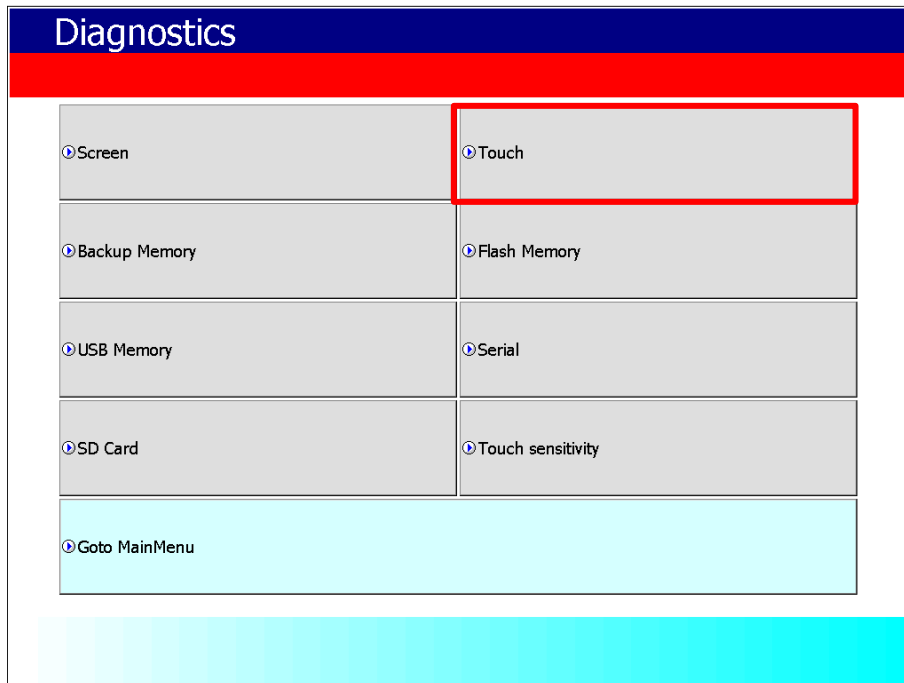 Diagnostics
Screen
Touch
Backup Memory
Flash Memory
USB Memory
Serial
SD Card
Touch sensitivity
Goto MainMenu